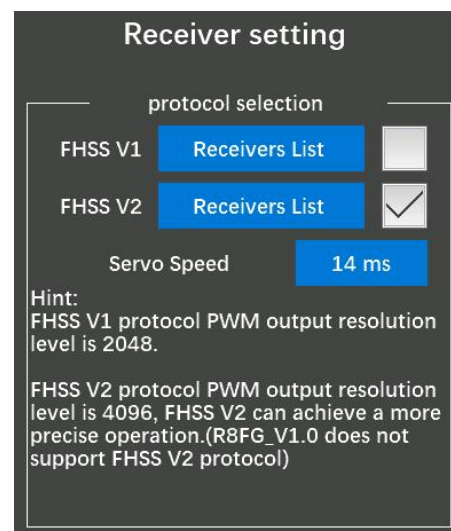 Receiver setting
protocol selection
FHSS V1 Receivers List
FHSS V2 Receivers List
Servo Speed 14 ms
Hint:
FHSS V1 protocol PWM output resolution
level is 2048.
FHSS V2 protocol PWM output resolution
level is 4096, FHSS V2 can achieve a more
precise operation.(R8FG_V1.0 does not
support FHSS V2 protocol)